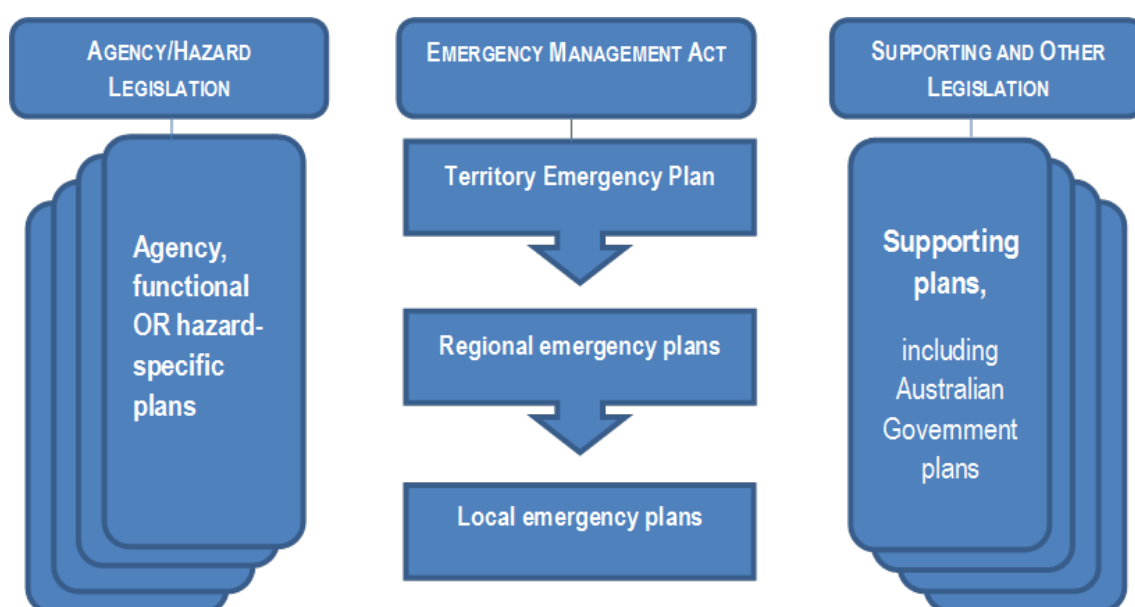 AGENCY/HAZARD
LEGISLATION
Agency,
functional
OR hazard-
specific
plans
EMERGENCY MANAGEMENT ACT
Territory Emergency Plan
Regional emergency plans
Local emergency plans
SUPPORTING AND OTHER
LEGISLATION
Supporting
plans,
including
Australian
Government
plans